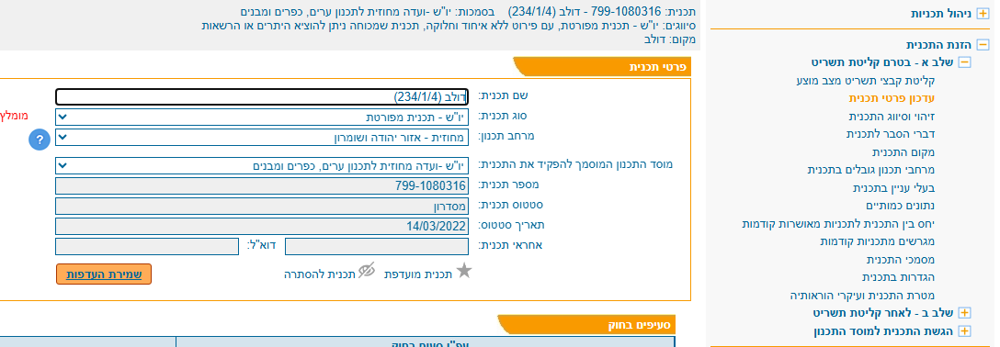 תכנית: 799-1080316 - דולב (234/1/4) בסמכות: יו"ש -ועדה מחוזית לתכנון ערים, כפרים ומבנים
סיווגים: יו"ש - תכנית מפורטת, עם פירוט ללא איחוד וחלוקה, תכנית שמכוחה ניתן להוציא היתרים או הרשאות
מקום: דולב
ניהול תכניות
הזנת התכנית
שלב א - בטרם קליטת תשריט
קליטת קבצי תשריט מצב מוצע
עדכון פרטי תכנית
זיהוי וסיווג התכנית
דברי הסבר לתכנית
מקום התכנית
מרחבי תכנון גובלים בתכנית
בעלי עניין בתכנית
נתונים כמותיים
יחס בין התכנית לתכניות מאושרות קודמות
מגרשים מתכניות קודמות
מסמכי התכנית
הגדרות בתכנית
מטרת התכנית ועיקרי הוראותיה
שלב ב - לאחר קליטת תשריט
הגשת התכנית למוסד התכנון
פרטי תכנית
שם תכנית: דולב (234/1/4)
סוג תכנית: יו"ש - תכנית מפורטת מומלץ
מרחב תכנון: מחוזית - אזור יהודה ושומרון ?
מוסד התכנון המוסמך להפקיד את התכנית: יו"ש -ועדה מחוזית לתכנון ערים, כפרים ומבנים
מספר תכנית: 799-1080316
סטטוס תכנית: מסדרון
תאריך סטטוס: 14/03/2022
אחראי תכנית: דוא"ל:
תכנית מועדפת תכנית להסתרה שמירת העדפות
סעיפים בחוק
עפ"י סעיף בחוק